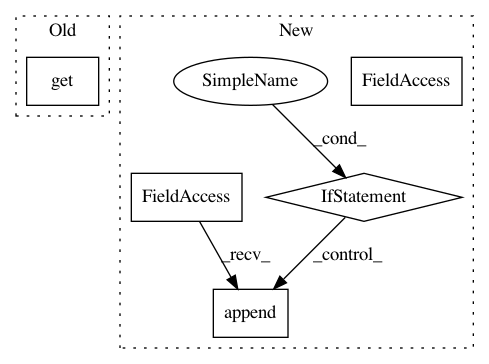 Old
New
get
SimpleName
FieldAccess
_cond_
FieldAccess
IfStatement
_recv_
_control_
append